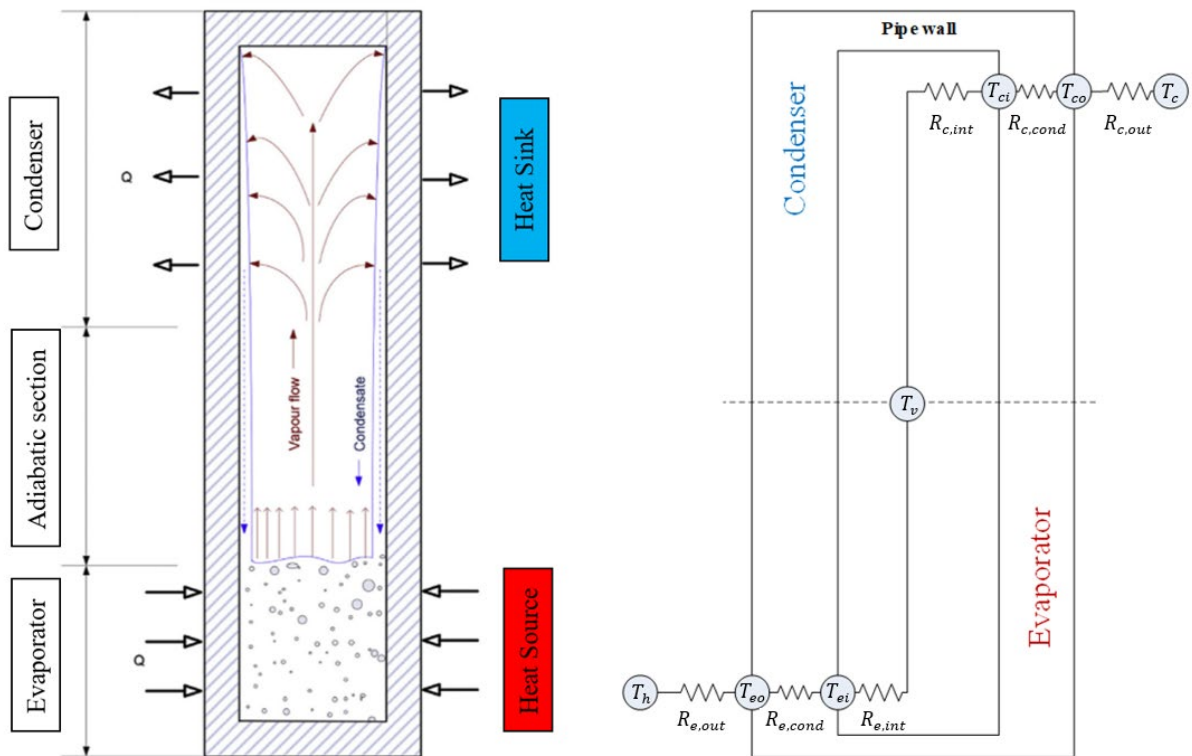 Condenser
Adiabatic section
Evaporator
Q
Q
Vapour flow
Condensate
Heat Sink
Heat Source
Pipe wall
Condenser
Evaporator
T_ci
T_co
T_c
R_c,int
R_c,cond
R_c,out
T_v
T_h
T_eo
T_ei
R_e,out
R_e,cond
R_e,int